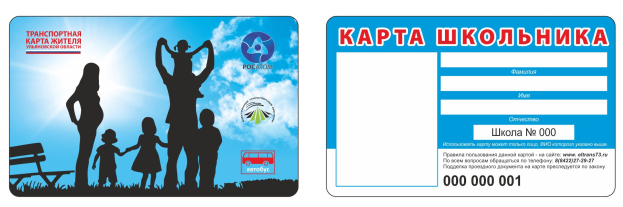 ТРАНСПОРТНАЯ
КАРТА ЖИТЕЛЯ
УЛЬЯНОВСКОЙ ОБЛАСТИ
РОСАТОМ
автобус
КАРТА ШКОЛЬНИКА
Фамилия
Имя
Отчество
Школа № 000
Использовать карту может только лицо, ФИО которого указано выше
Правила пользования данной картой - на сайте: www. eltrans73.ru
По всем вопросам обращаться по телефону: 8(8422)27-29-27
Подделка проездного документа на карте преследуется по закону
000 000 001